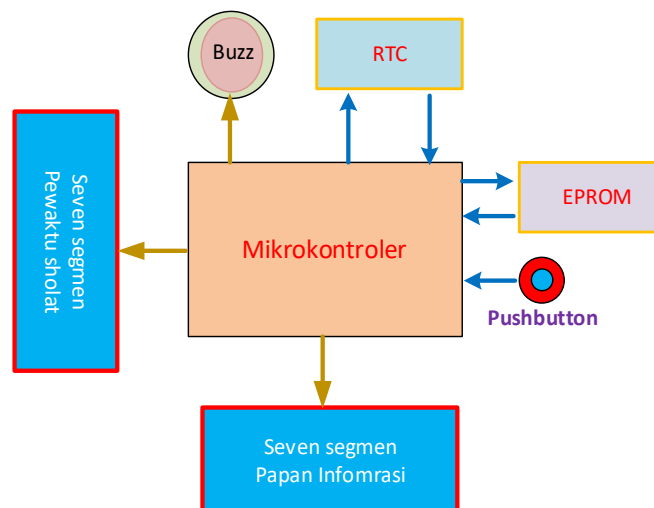 Buzz
RTC
Seven segmen
Pewaktu sholat
Mikrokontroler
EPROM
Pushbutton
Seven segmen
Papan Infomrasi